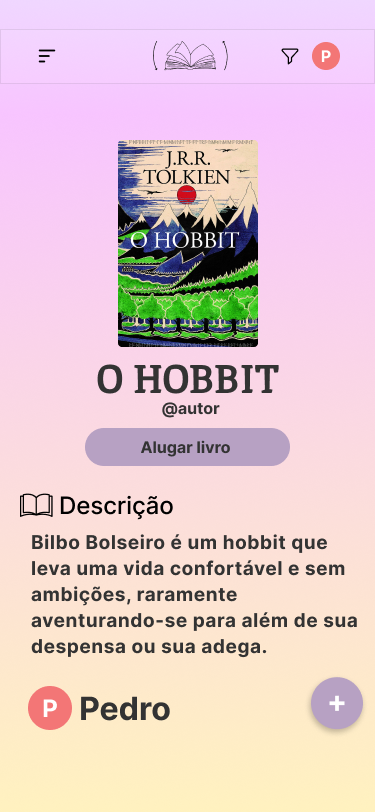 P
J.R.R.
TOLKIEN
O HOBBIT
O HOBBIT
@autor
Alugar livro
Descrição
Bilbo Bolseiro é um hobbit que
leva uma vida confortável e sem
ambições, raramente
aventurando-se para além de sua
despensa ou sua adega.
P Pedro
+